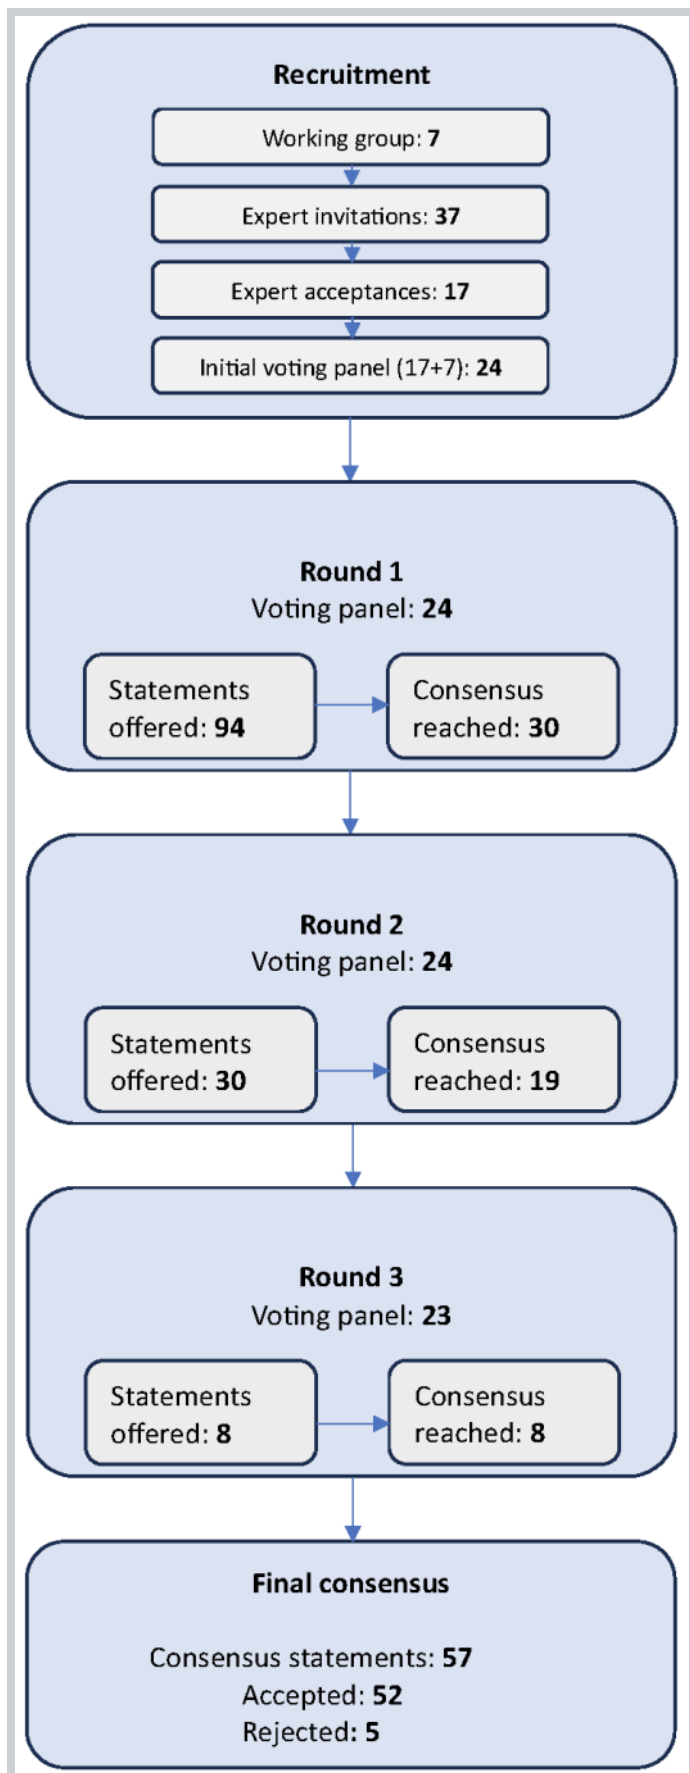 Recruitment
Working group: 7
Expert invitations: 37
Expert acceptances: 17
Initial voting panel (17+7): 24
Round 1
Voting panel: 24
Statements
offered: 94
Consensus
reached: 30
Round 2
Voting panel: 24
Statements
offered: 30
Consensus
reached: 19
Round 3
Voting panel: 23
Statements
offered: 8
Consensus
reached: 8
Final consensus
Consensus statements: 57
Accepted: 52
Rejected: 5